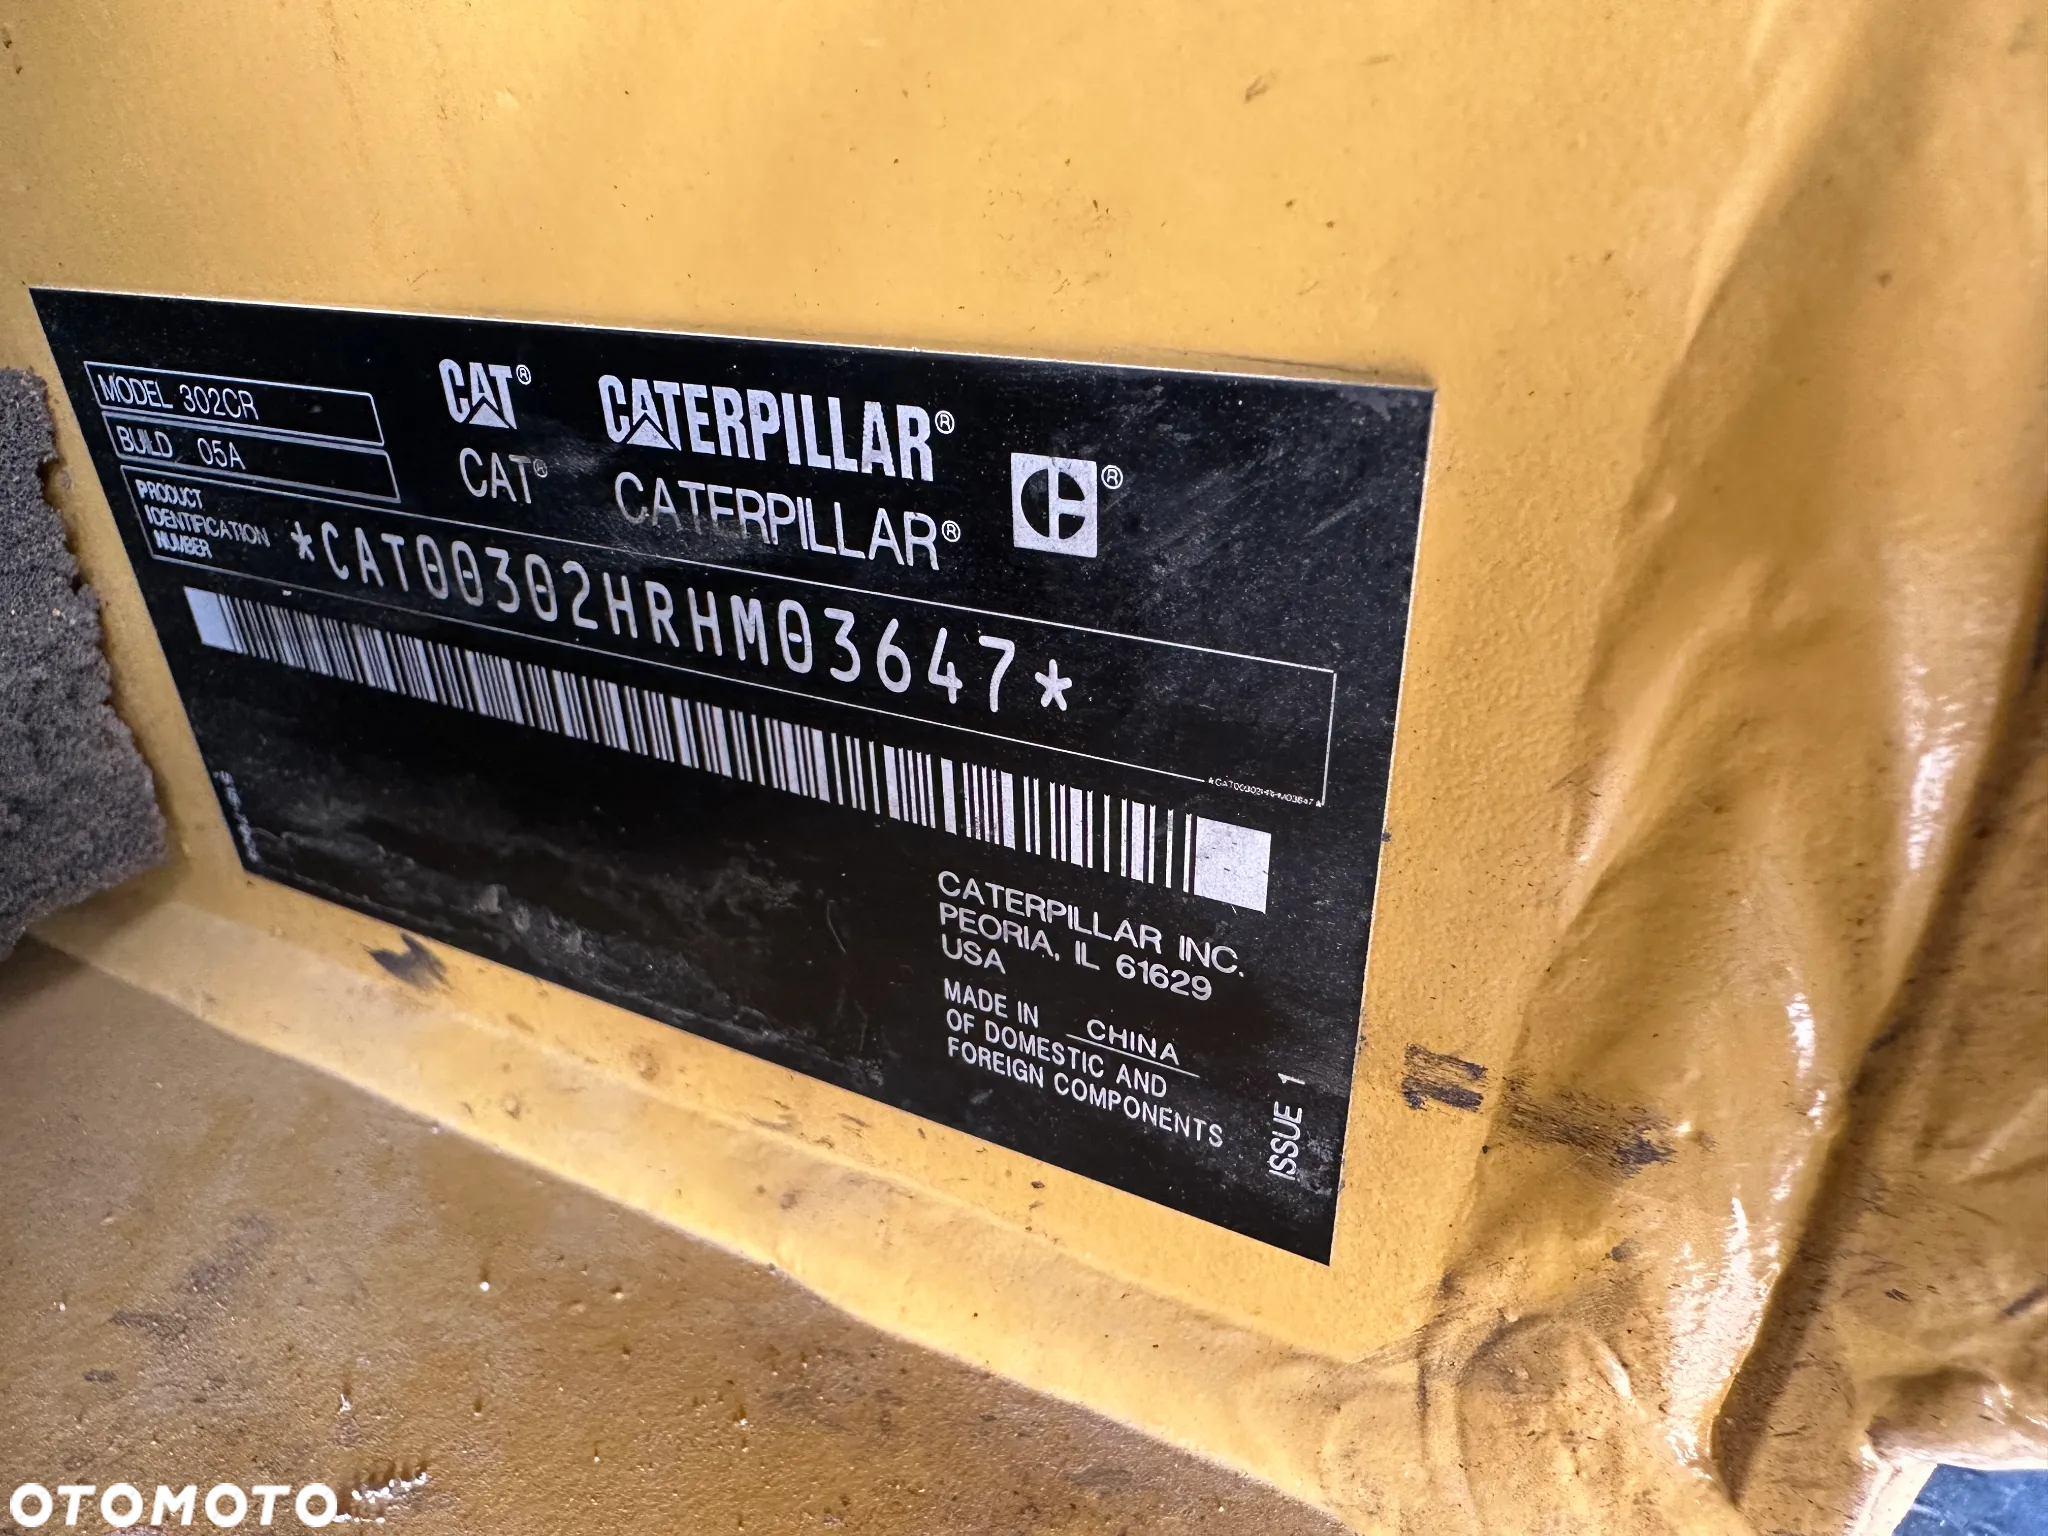 MODEL 302CR
BUILD 05A
CAT® CATERPILLAR®
CAT® CATERPILLAR®
PRODUCT
IDENTIFICATION
NUMBER
*CAT00302HRHM03647*
*CAT00302HRHM03647*
CATERPILLAR INC.
PEORIA, IL 61629
USA
MADE IN CHINA
OF DOMESTIC AND
FOREIGN COMPONENTS
ISSUE 1
OTOMOTO